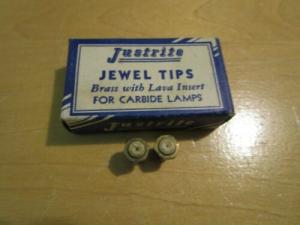 Justrite
JEWEL TIPS
Brass with Lava Insert
FOR CARBIDE LAMPS